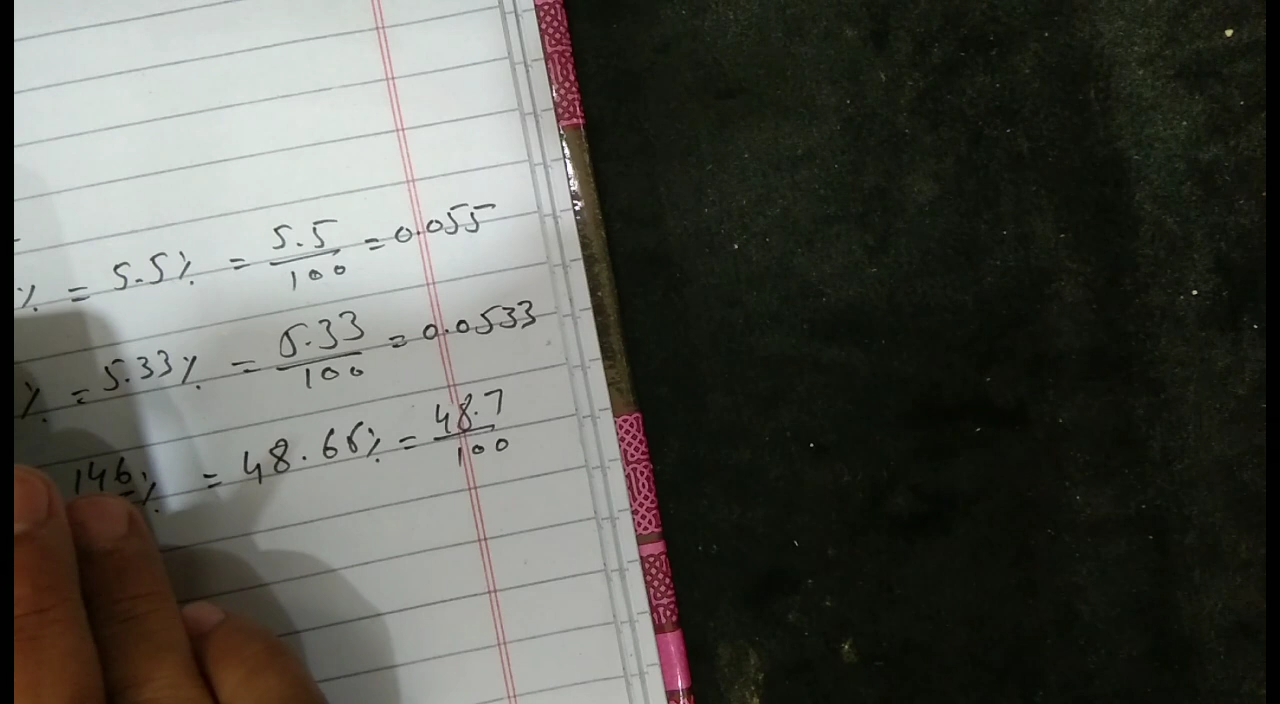 % = 5.5% = 5.5/100 = 0.055
% = 5.33% = 5.33/100 = 0.0533
146% = 48.66% = 48.7/100